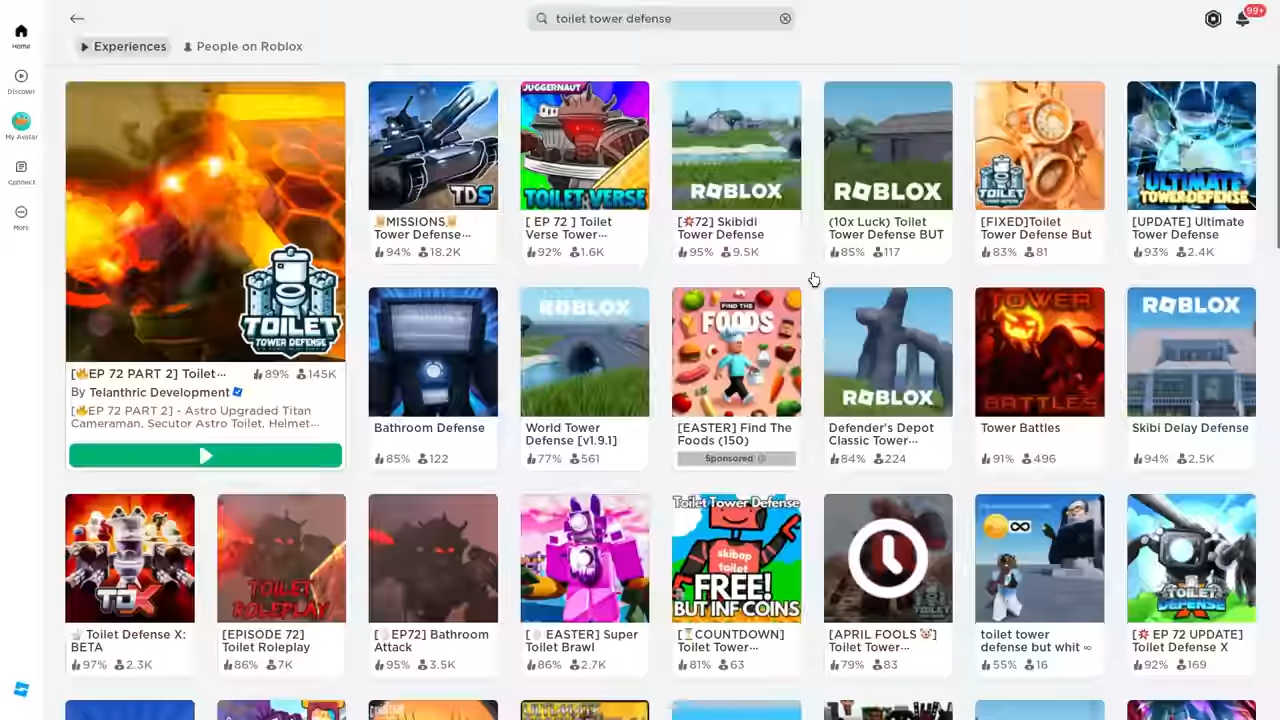 toilet tower defense
99+
Experiences
People on Roblox
Home
Discover
My Avatar
Connect
More
TOILET
TOWER DEFENSE
[🔥EP 72 PART 2] Toilet···
89% 145K
By Telanthric Development
[🔥EP 72 PART 2] - Astro Upgraded Titan
Cameraman, Secutor Astro Toilet, Helmet···
TDS
📜MISSIONS📜
Tower Defense···
94% 18.2K
JUGGERNAUT
TOILET VERSE
[ EP 72 ] Toilet
Verse Tower···
92% 1.6K
ROBLOX
[💥72] Skibidi
Tower Defense
95% 9.5K
ROBLOX
(10x Luck) Toilet
Tower Defense BUT
85% 117
TOILET
[FIXED]Toilet
Tower Defense But
83% 81
ULTIMATE
TOWER DEFENSE
[UPDATE] Ultimate
Tower Defense
93% 2.4K
Bathroom Defense
85% 122
ROBLOX
World Tower
Defense [v1.9.1]
77% 561
FIND THE
FOODS
[EASTER] Find The
Foods (150)
Sponsored
ROBLOX
Defender's Depot
Classic Tower···
84% 224
TOWER
BATTLES
Tower Battles
91% 496
ROBLOX
Skibi Delay Defense
94% 2.5K
TDX
🚽 Toilet Defense X:
BETA
97% 2.3K
TOILET
ROLEPLAY
[EPISODE 72]
Toilet Roleplay
86% 7K
[🥚EP72] Bathroom
Attack
95% 3.5K
[🥚 EASTER] Super
Toilet Brawl
86% 2.7K
Toilet Tower Defense
skibop
toilet
FREE!
BUT INF COINS
[⏳COUNTDOWN]
Toilet Tower···
81% 63
TOILET
[APRIL FOOLS 🤡]
Toilet Tower···
79% 83
∞
toilet tower
defense but whit ∞
55% 16
TOILET
DEFENSE
[💥 EP 72 UPDATE]
Toilet Defense X
92% 169